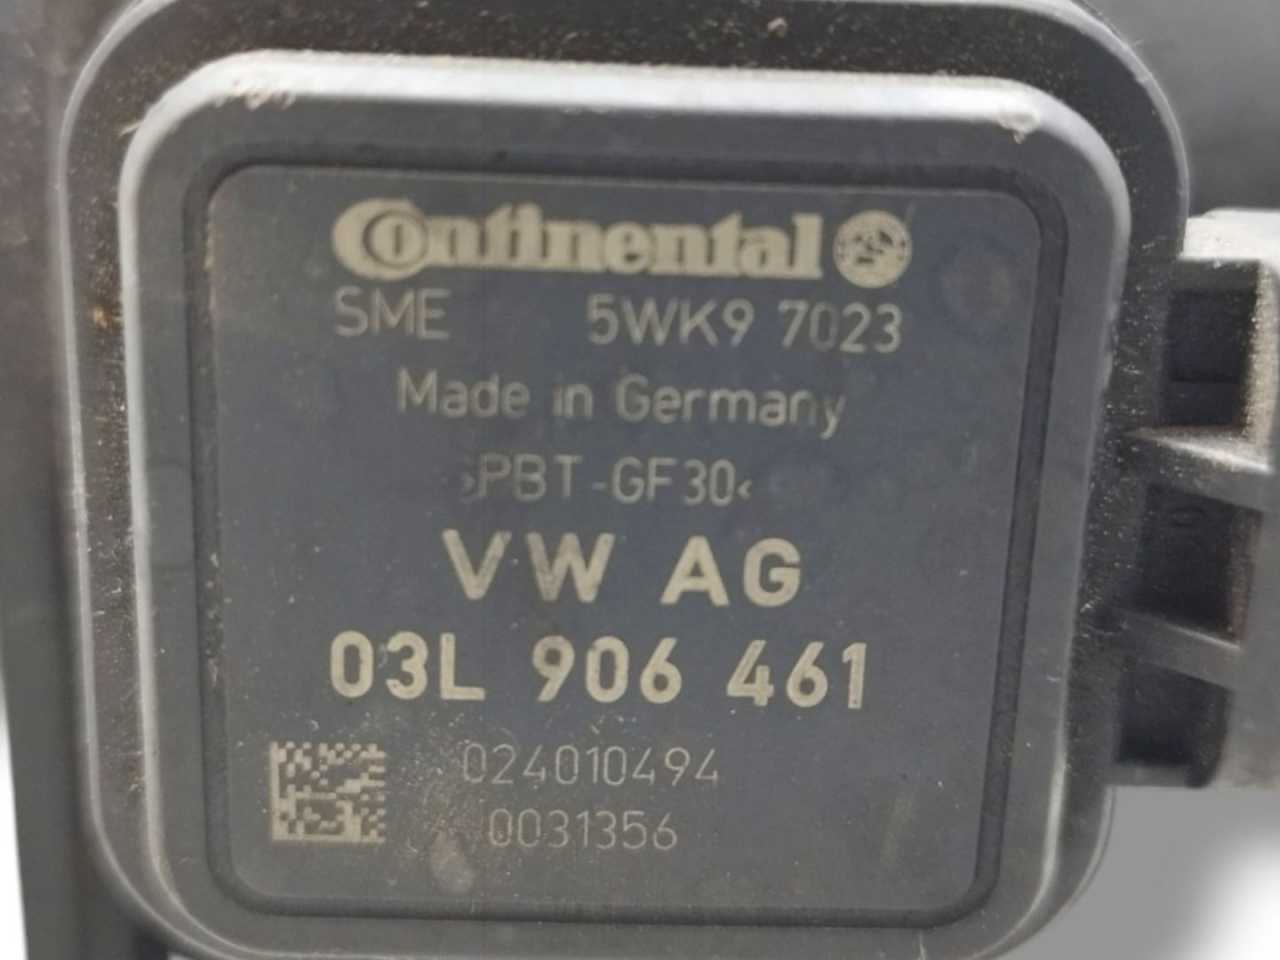 Continental
SME 5WK9 7023
Made in Germany
>PBT-GF30<
VW AG
03L 906 461
024010494
0031356